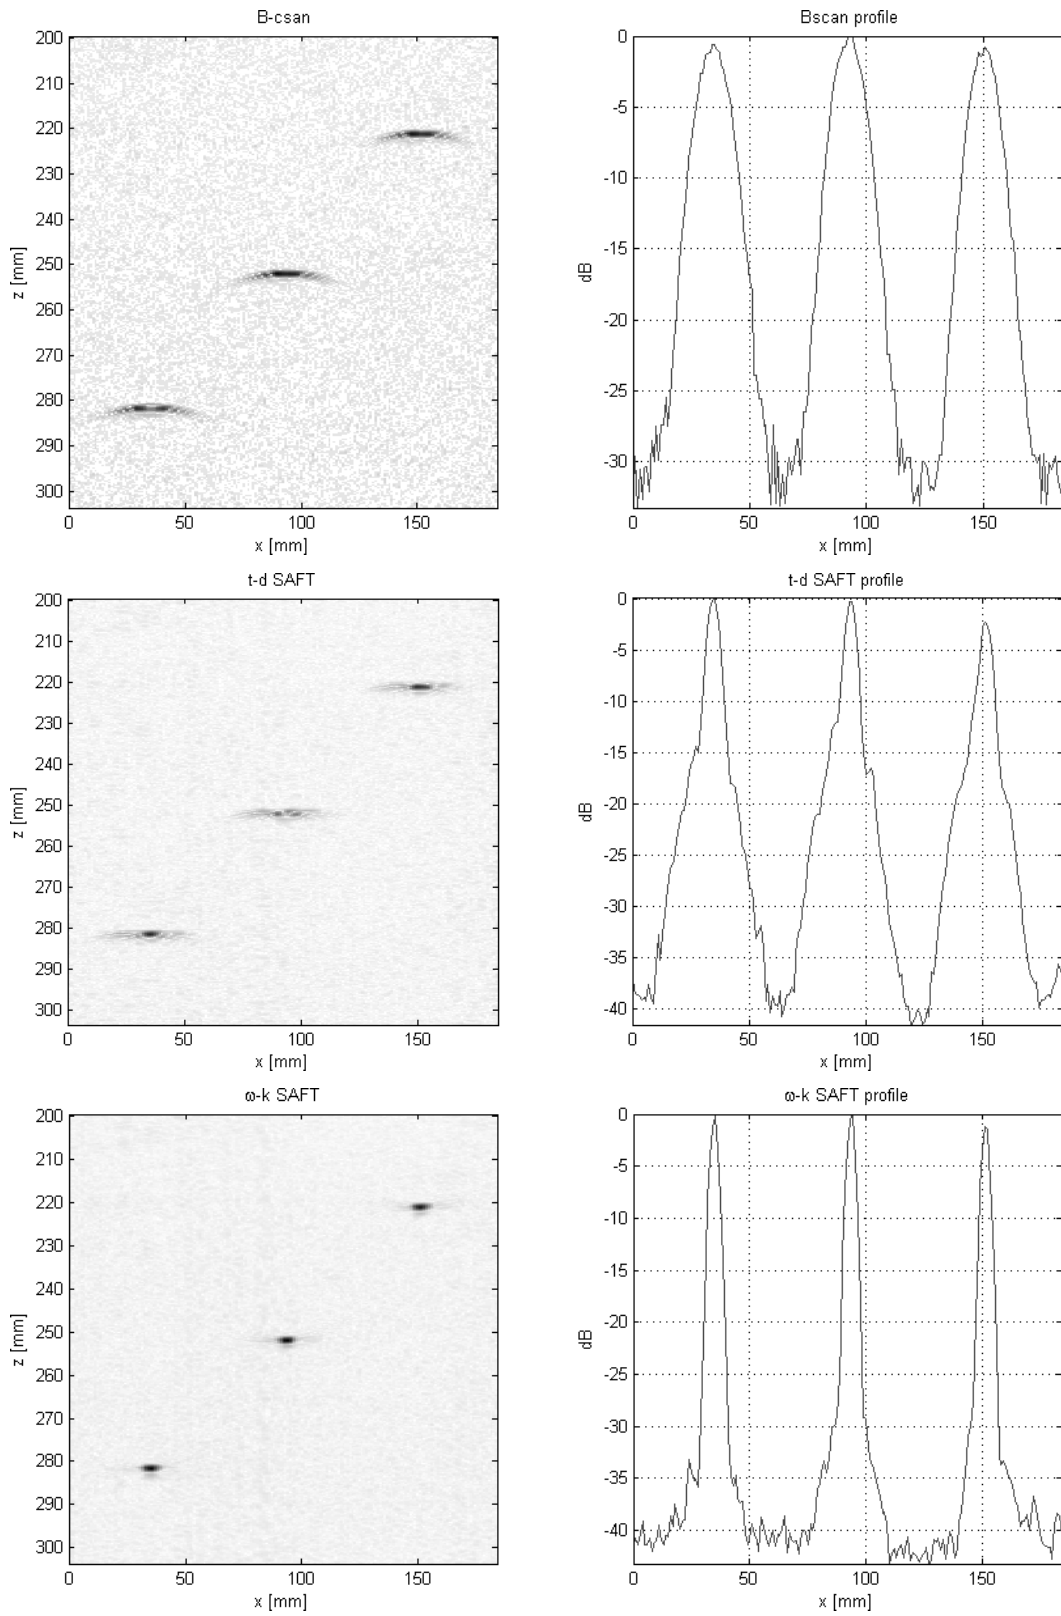 B-csan
200
210
220
230
240
250
260
270
280
290
300
z [mm]
0 50 100 150
x [mm]
Bscan profile
0
-5
-10
-15
-20
-25
-30
dB
0 50 100 150
x [mm]
t-d SAFT
200
210
220
230
240
250
260
270
280
290
300
z [mm]
0 50 100 150
x [mm]
t-d SAFT profile
0
-5
-10
-15
-20
-25
-30
-35
-40
dB
0 50 100 150
x [mm]
ω-k SAFT
200
210
220
230
240
250
260
270
280
290
300
z [mm]
0 50 100 150
x [mm]
ω-k SAFT profile
0
-5
-10
-15
-20
-25
-30
-35
-40
dB
0 50 100 150
x [mm]